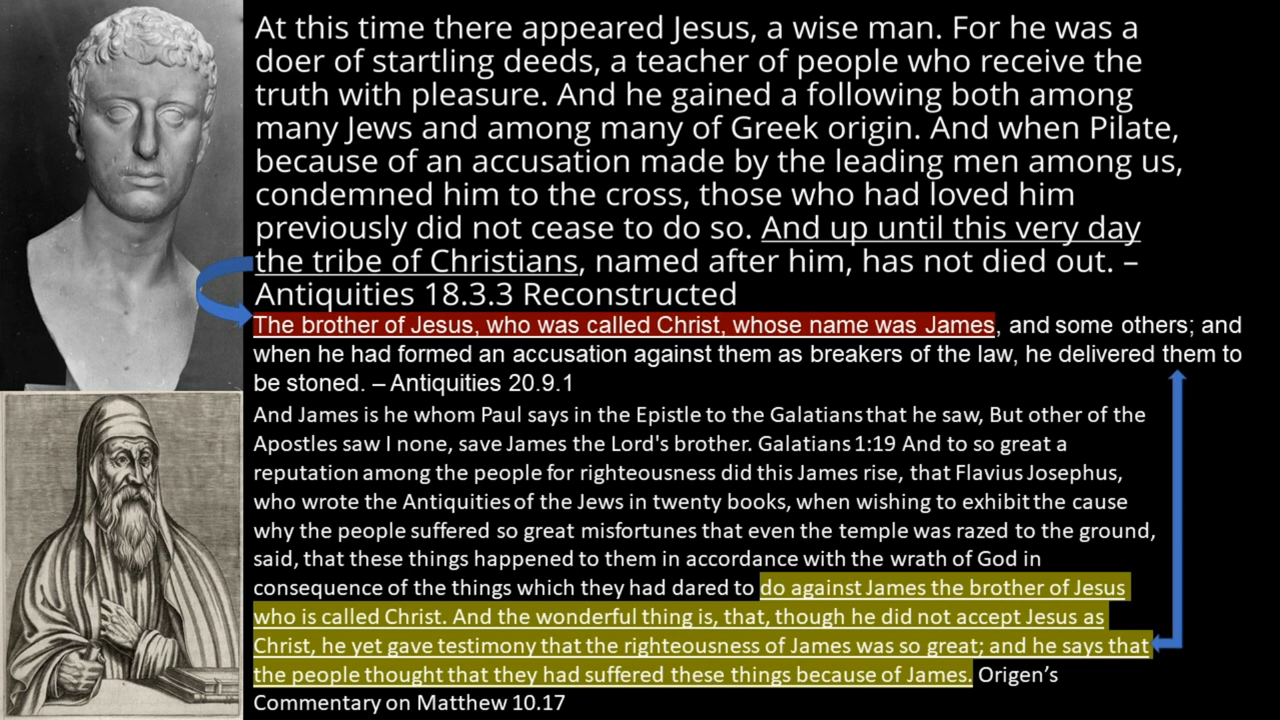 At this time there appeared Jesus, a wise man. For he was a
doer of startling deeds, a teacher of people who receive the
truth with pleasure. And he gained a following both among
many Jews and among many of Greek origin. And when Pilate,
because of an accusation made by the leading men among us,
condemned him to the cross, those who had loved him
previously did not cease to do so. And up until this very day
the tribe of Christians, named after him, has not died out. –
Antiquities 18.3.3 Reconstructed
The brother of Jesus, who was called Christ, whose name was James, and some others; and
when he had formed an accusation against them as breakers of the law, he delivered them to
be stoned. – Antiquities 20.9.1
And James is he whom Paul says in the Epistle to the Galatians that he saw, But other of the
Apostles saw I none, save James the Lord's brother. Galatians 1:19 And to so great a
reputation among the people for righteousness did this James rise, that Flavius Josephus,
who wrote the Antiquities of the Jews in twenty books, when wishing to exhibit the cause
why the people suffered so great misfortunes that even the temple was razed to the ground,
said, that these things happened to them in accordance with the wrath of God in
consequence of the things which they had dared to do against James the brother of Jesus
who is called Christ. And the wonderful thing is, that, though he did not accept Jesus as
Christ, he yet gave testimony that the righteousness of James was so great; and he says that
the people thought that they had suffered these things because of James. Origen's
Commentary on Matthew 10.17